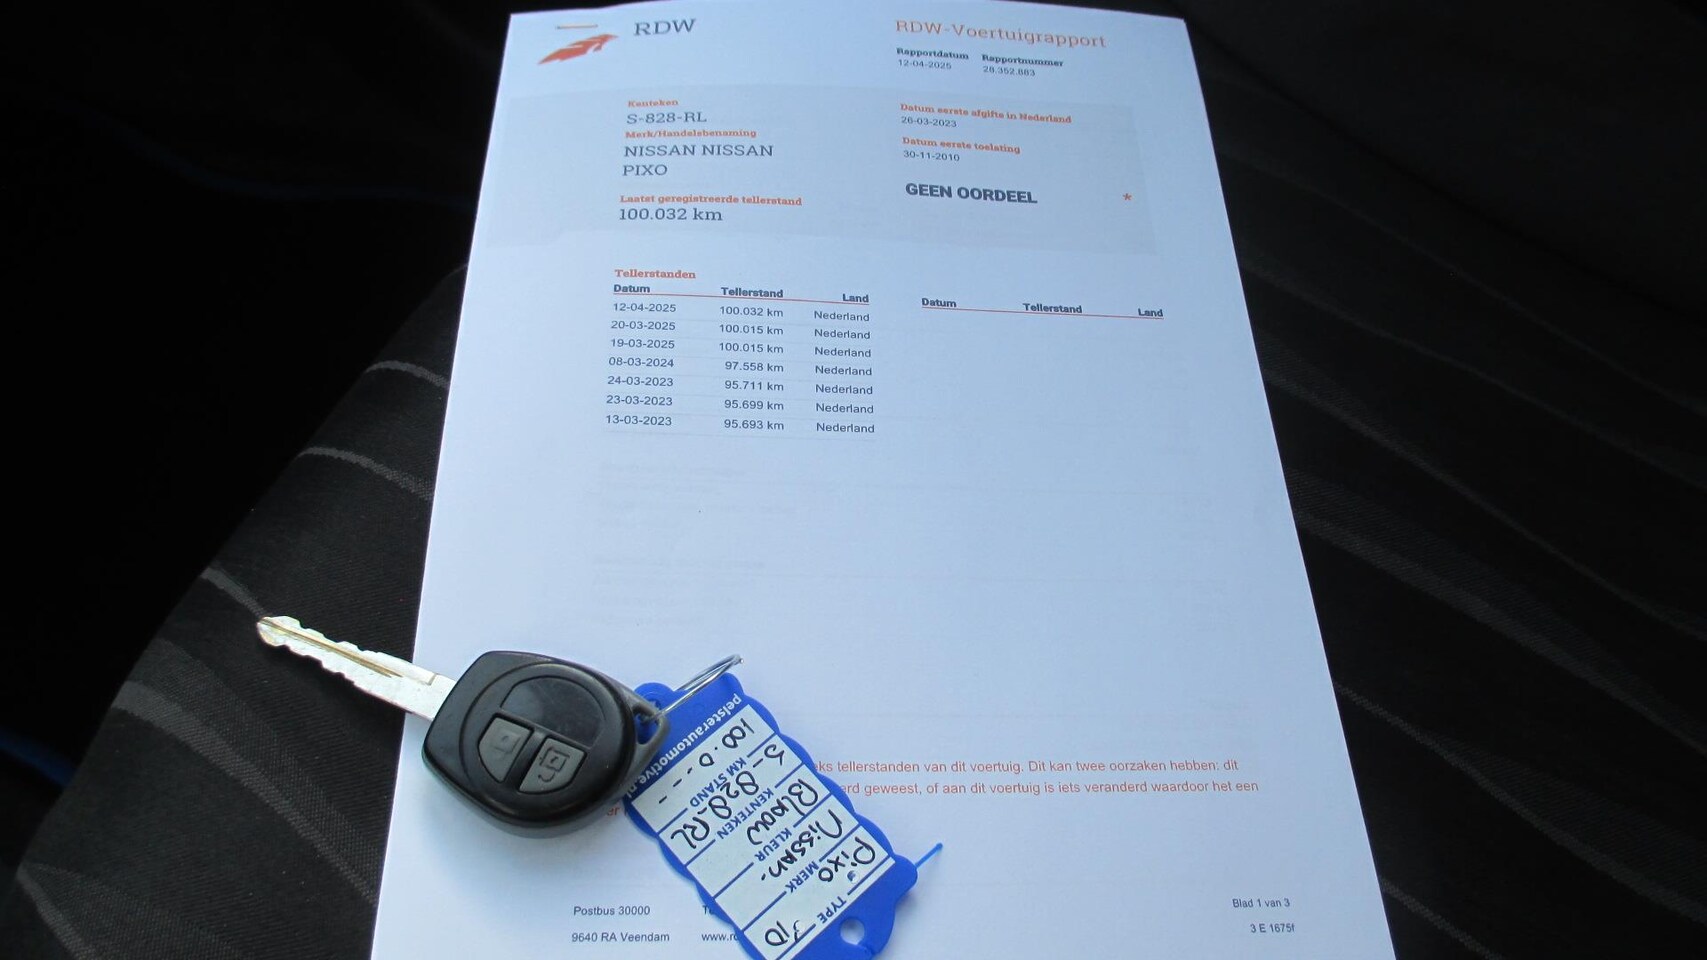 RDW
RDW-Voertuigrapport
Rapportdatum Rapportnummer
12-04-2025 28.352.883
Kenteken
S-828-RL
Merk/Handelsbenaming
NISSAN NISSAN
PIXO
Laatst geregistreerde tellerstand
100.032 km
Datum eerste afgifte in Nederland
26-03-2023
Datum eerste toelating
30-11-2010
GEEN OORDEEL *
Tellerstanden
Datum Tellerstand Land
12-04-2025 100.032 km Nederland
20-03-2025 100.015 km Nederland
19-03-2025 100.015 km Nederland
08-03-2024 97.558 km Nederland
24-03-2023 95.711 km Nederland
23-03-2023 95.699 km Nederland
13-03-2023 95.693 km Nederland
Datum Tellerstand Land
tellerstanden van dit voertuig. Dit kan twee oorzaken hebben: dit
geweest, of aan dit voertuig is iets veranderd waardoor het een
Postbus 30000
9640 RA Veendam
Blad 1 van 3
3 E 1675f
pelsterautomotive.nl
100.0---
KM STAND
S-828-RL
KENTEKEN
Blauw
KLEUR
Nissan.
MERK
Pixo
TYPE